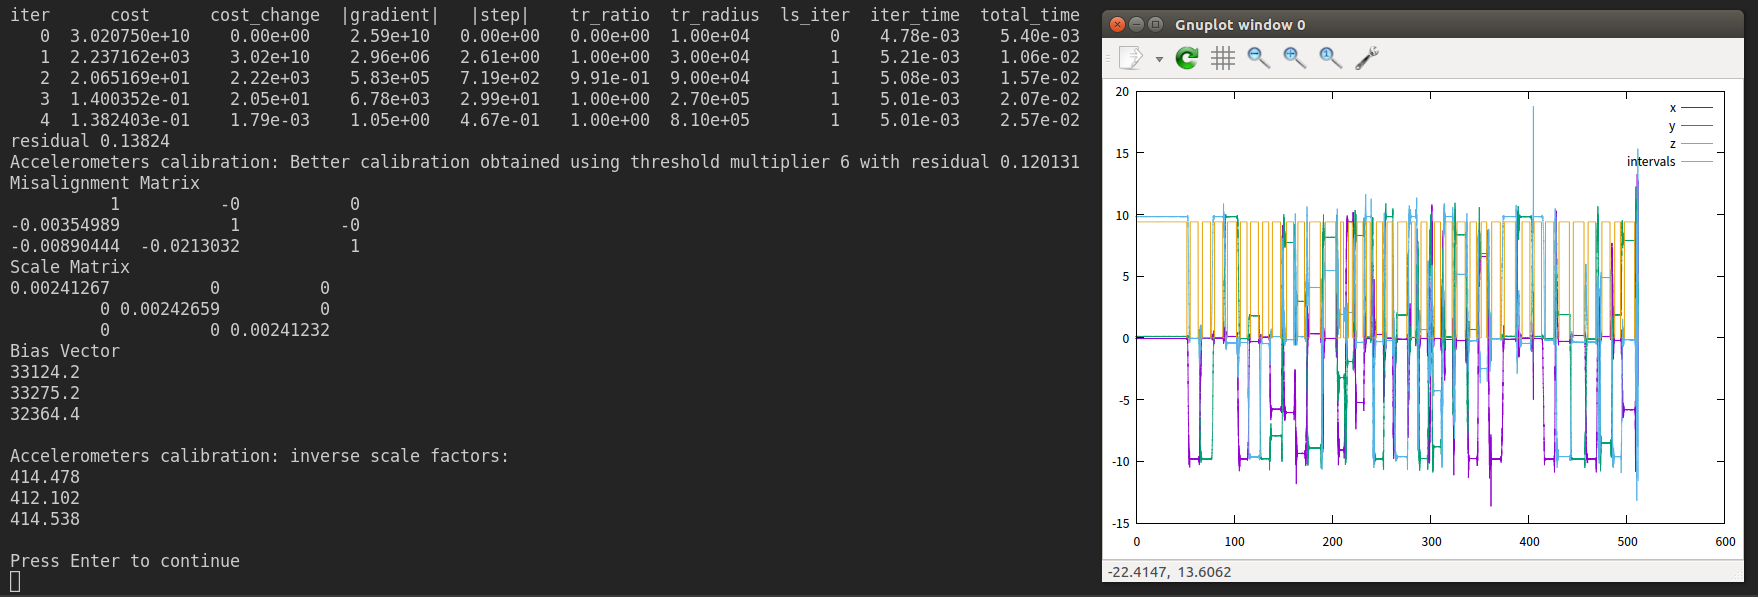 iter cost cost_change |gradient| |step| tr_ratio tr_radius ls_iter iter_time total_time
0 3.020750e+10 0.00e+00 2.59e+10 0.00e+00 0.00e+00 1.00e+04 0 4.78e-03 5.40e-03
1 2.237162e+03 3.02e+10 2.96e+06 2.61e+00 1.00e+00 3.00e+04 1 5.21e-03 1.06e-02
2 2.065169e+01 2.22e+03 5.83e+05 7.19e+02 9.91e-01 9.00e+04 1 5.08e-03 1.57e-02
3 1.400352e-01 2.05e+01 6.78e+03 2.99e+01 1.00e+00 2.70e+05 1 5.01e-03 2.07e-02
4 1.382403e-01 1.79e-03 1.05e+00 4.67e-01 1.00e+00 8.10e+05 1 5.01e-03 2.57e-02
residual 0.13824
Accelerometers calibration: Better calibration obtained using threshold multiplier 6 with residual 0.120131
Misalignment Matrix
1 -0 0
-0.00354989 1 -0
-0.00890444 -0.0213032 1
Scale Matrix
0.00241267 0 0
0 0.00242659 0
0 0 0.00241232
Bias Vector
33124.2
33275.2
32364.4
Accelerometers calibration: inverse scale factors:
414.478
412.102
414.538
Press Enter to continue
Gnuplot window 0
20
15
10
5
0
-5
-10
-15
0 100 200 300 400 500 600
x
y
z
intervals
-22.4147, 13.6062